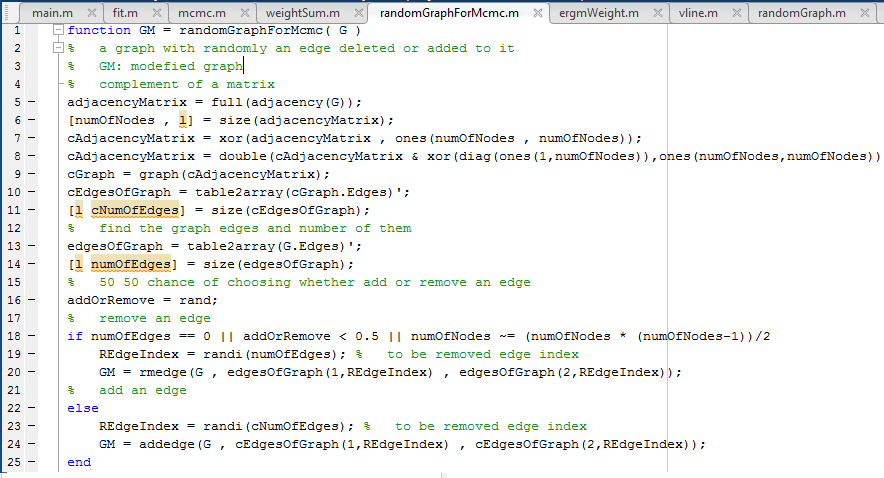 main.m fit.m mcmc.m weightSum.m randomGraphForMcmc.m ergmWeight.m vline.m randomGraph.m
1 function GM = randomGraphForMcmc( G )
2 % a graph with randomly an edge deleted or added to it
3 % GM: modefied graph
4 % complement of a matrix
5 adjacencyMatrix = full(adjacency(G));
6 [numOfNodes , l] = size(adjacencyMatrix);
7 cAdjacencyMatrix = xor(adjacencyMatrix , ones(numOfNodes , numOfNodes));
8 cAdjacencyMatrix = double(cAdjacencyMatrix & xor(diag(ones(1,numOfNodes)),ones(numOfNodes,numOfNodes))
9 cGraph = graph(cAdjacencyMatrix);
10 cEdgesOfGraph = table2array(cGraph.Edges)';
11 [l cNumOfEdges] = size(cEdgesOfGraph);
12 % find the graph edges and number of them
13 edgesOfGraph = table2array(G.Edges)';
14 [l numOfEdges] = size(edgesOfGraph);
15 % 50 50 chance of choosing whether add or remove an edge
16 addOrRemove = rand;
17 % remove an edge
18 if numOfEdges == 0 || addOrRemove < 0.5 || numOfNodes ~= (numOfNodes * (numOfNodes-1))/2
19 REdgeIndex = randi(numOfEdges); % to be removed edge index
20 GM = rmedge(G , edgesOfGraph(1,REdgeIndex) , edgesOfGraph(2,REdgeIndex));
21 % add an edge
22 else
23 REdgeIndex = randi(cNumOfEdges); % to be removed edge index
24 GM = addedge(G , cEdgesOfGraph(1,REdgeIndex) , cEdgesOfGraph(2,REdgeIndex));
25 end